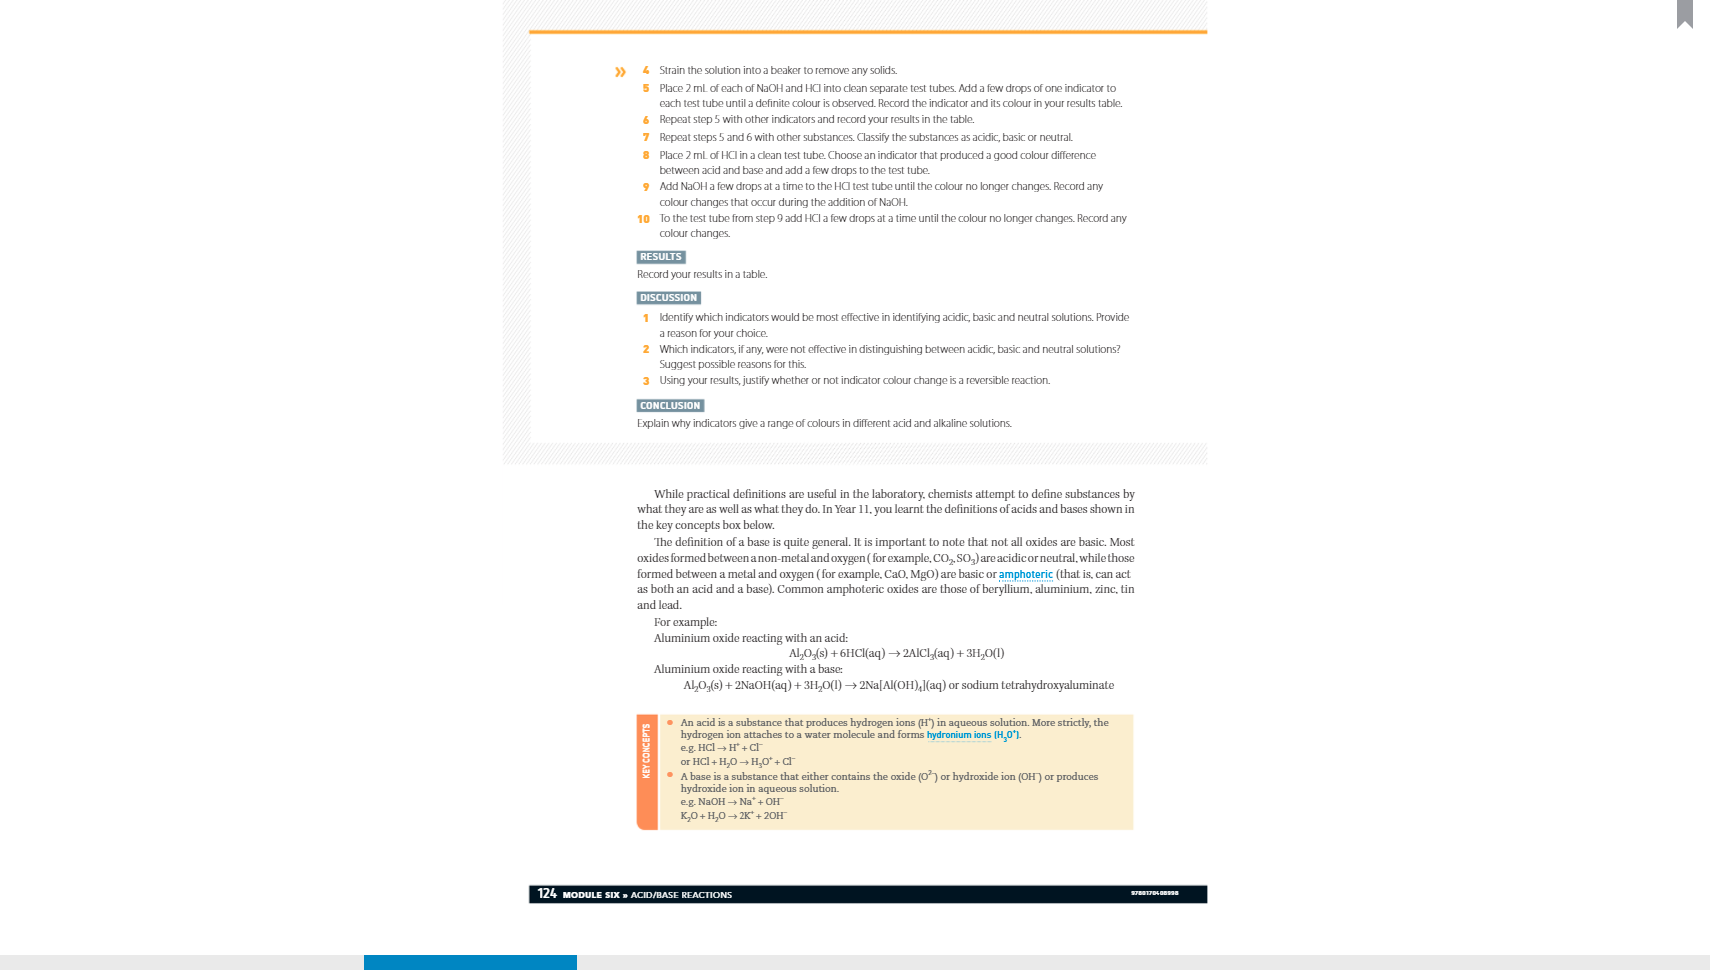 » 4 Strain the solution into a beaker to remove any solids.
5 Place 2 mL of each of NaOH and HCl into clean separate test tubes. Add a few drops of one indicator to
each test tube until a definite colour is observed. Record the indicator and its colour in your results table.
6 Repeat step 5 with other indicators and record your results in the table.
7 Repeat steps 5 and 6 with other substances. Classify the substances as acidic, basic or neutral.
8 Place 2 mL of HCl in a clean test tube. Choose an indicator that produced a good colour difference
between acid and base and add a few drops to the test tube.
9 Add NaOH a few drops at a time to the HCl test tube until the colour no longer changes. Record any
colour changes that occur during the addition of NaOH.
10 To the test tube from step 9 add HCl a few drops at a time until the colour no longer changes. Record any
colour changes.
RESULTS
Record your results in a table.
DISCUSSION
1 Identify which indicators would be most effective in identifying acidic, basic and neutral solutions. Provide
a reason for your choice.
2 Which indicators, if any, were not effective in distinguishing between acidic, basic and neutral solutions?
Suggest possible reasons for this.
3 Using your results, justify whether or not indicator colour change is a reversible reaction.
CONCLUSION
Explain why indicators give a range of colours in different acid and alkaline solutions.
While practical definitions are useful in the laboratory, chemists attempt to define substances by
what they are as well as what they do. In Year 11, you learnt the definitions of acids and bases shown in
the key concepts box below.
The definition of a base is quite general. It is important to note that not all oxides are basic. Most
oxides formed between a non-metal and oxygen (for example, CO₂, SO₃) are acidic or neutral, while those
formed between a metal and oxygen (for example, CaO, MgO) are basic or amphoteric (that is, can act
as both an acid and a base). Common amphoteric oxides are those of beryllium, aluminium, zinc, tin
and lead.
For example:
Aluminium oxide reacting with an acid:
Al₂O₃(s) + 6HCl(aq) → 2AlCl₃(aq) + 3H₂O(l)
Aluminium oxide reacting with a base:
Al₂O₃(s) + 2NaOH(aq) + 3H₂O(l) → 2Na[Al(OH)₄](aq) or sodium tetrahydroxyaluminate
KEY CONCEPTS
• An acid is a substance that produces hydrogen ions (H⁺) in aqueous solution. More strictly, the
hydrogen ion attaches to a water molecule and forms hydronium ions (H₃O⁺).
e.g. HCl → H⁺ + Cl⁻
or HCl + H₂O → H₃O⁺ + Cl⁻
• A base is a substance that either contains the oxide (O²⁻) or hydroxide ion (OH⁻) or produces
hydroxide ion in aqueous solution.
e.g. NaOH → Na⁺ + OH⁻
K₂O + H₂O → 2K⁺ + 2OH⁻
124 MODULE SIX » ACID/BASE REACTIONS
9780170408998